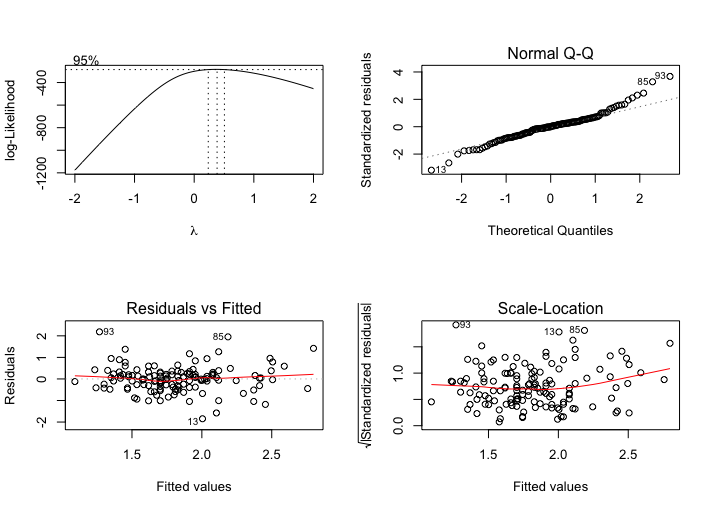 95%
log-Likelihood
-400
-800
-1200
-2 -1 0 1 2
λ
Normal Q-Q
Standardized residuals
4
2
0
-2
85 93
13
-2 -1 0 1 2
Theoretical Quantiles
Residuals vs Fitted
Residuals
2
1
0
-2
93
85
13
1.5 2.0 2.5
Fitted values
Scale-Location
√|Standardized residuals|
1.0
0.0
93
13 85
1.5 2.0 2.5
Fitted values